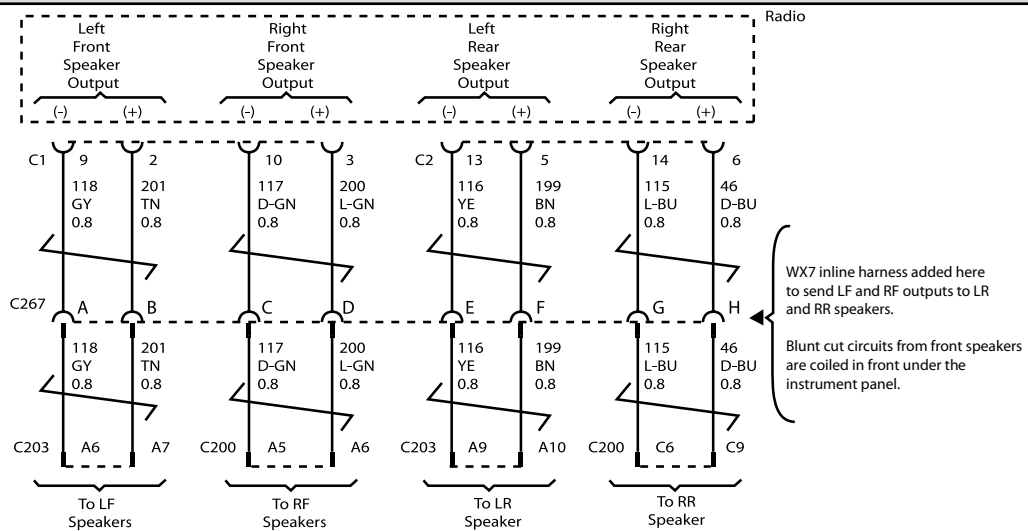 Radio
Left Front Speaker Output
Right Front Speaker Output
Left Rear Speaker Output
Right Rear Speaker Output
(-) (+) (-) (+) (-) (+) (-) (+)
C1 9 2 10 3 C2 13 5 14 6
118 201 117 200 116 199 115 46
GY TN D-GN L-GN YE BN L-BU D-BU
0.8 0.8 0.8 0.8 0.8 0.8 0.8 0.8
WX7 inline harness added here
to send LF and RF outputs to LR
and RR speakers.
Blunt cut circuits from front speakers
are coiled in front under the
instrument panel.
C267 A B C D E F G H
118 201 117 200 116 199 115 46
GY TN D-GN L-GN YE BN L-BU D-BU
0.8 0.8 0.8 0.8 0.8 0.8 0.8 0.8
C203 A6 A7 C200 A5 A6 C203 A9 A10 C200 C6 C9
To LF Speakers
To RF Speakers
To LR Speaker
To RR Speaker